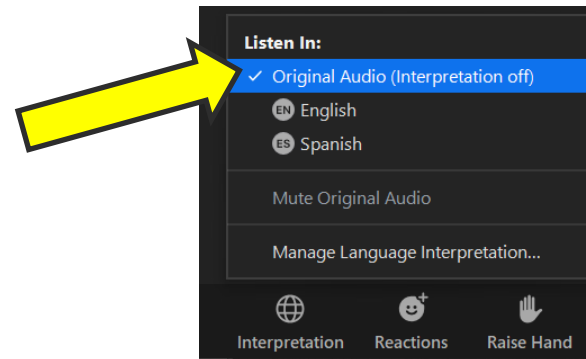 Listen In:
✓ Original Audio (Interpretation off)
EN English
ES Spanish
Mute Original Audio
Manage Language Interpretation...
Interpretation Reactions Raise Hand